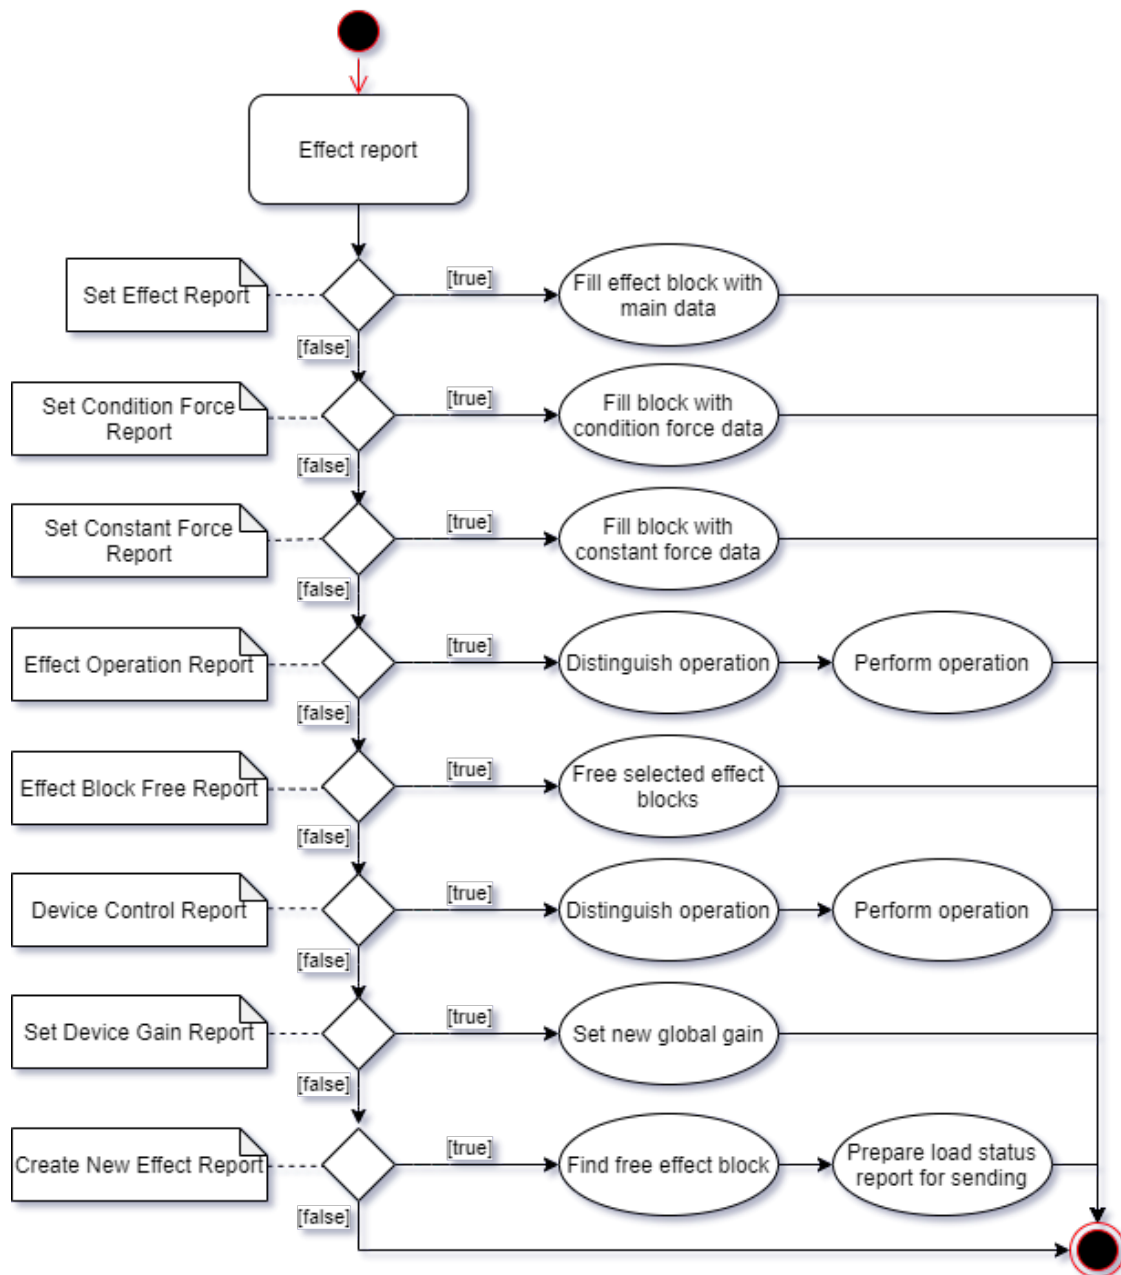 Effect report
Set Effect Report
[true]
Fill effect block with
main data
[false]
Set Condition Force
Report
[true]
Fill block with
condition force data
[false]
Set Constant Force
Report
[true]
Fill block with
constant force data
[false]
Effect Operation Report
[true]
Distinguish operation
Perform operation
[false]
Effect Block Free Report
[true]
Free selected effect
blocks
[false]
Device Control Report
[true]
Distinguish operation
Perform operation
[false]
Set Device Gain Report
[true]
Set new global gain
[false]
Create New Effect Report
[true]
Find free effect block
Prepare load status
report for sending
[false]